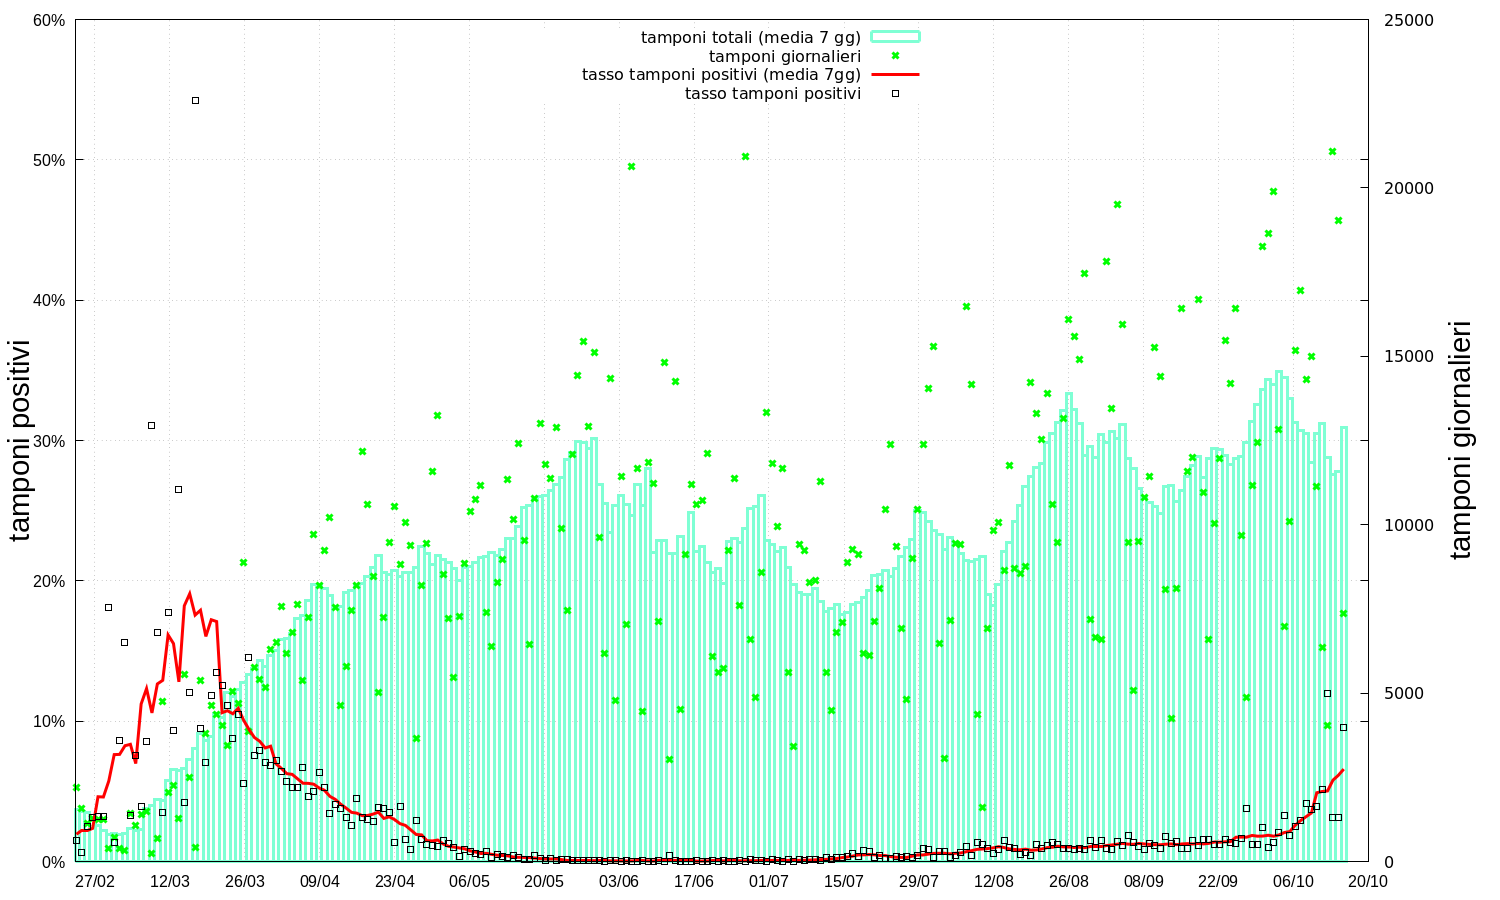 tamponi totali (media 7 gg)
tamponi giornalieri
tasso tamponi positivi (media 7gg)
tasso tamponi positivi
tamponi positivi
60%
50%
40%
30%
20%
10%
0%
25000
20000
15000
10000
5000
0
tamponi giornalieri
27/02 12/03 26/03 09/04 23/04 06/05 20/05 03/06 17/06 01/07 15/07 29/07 12/08 26/08 08/09 22/09 06/10 20/10